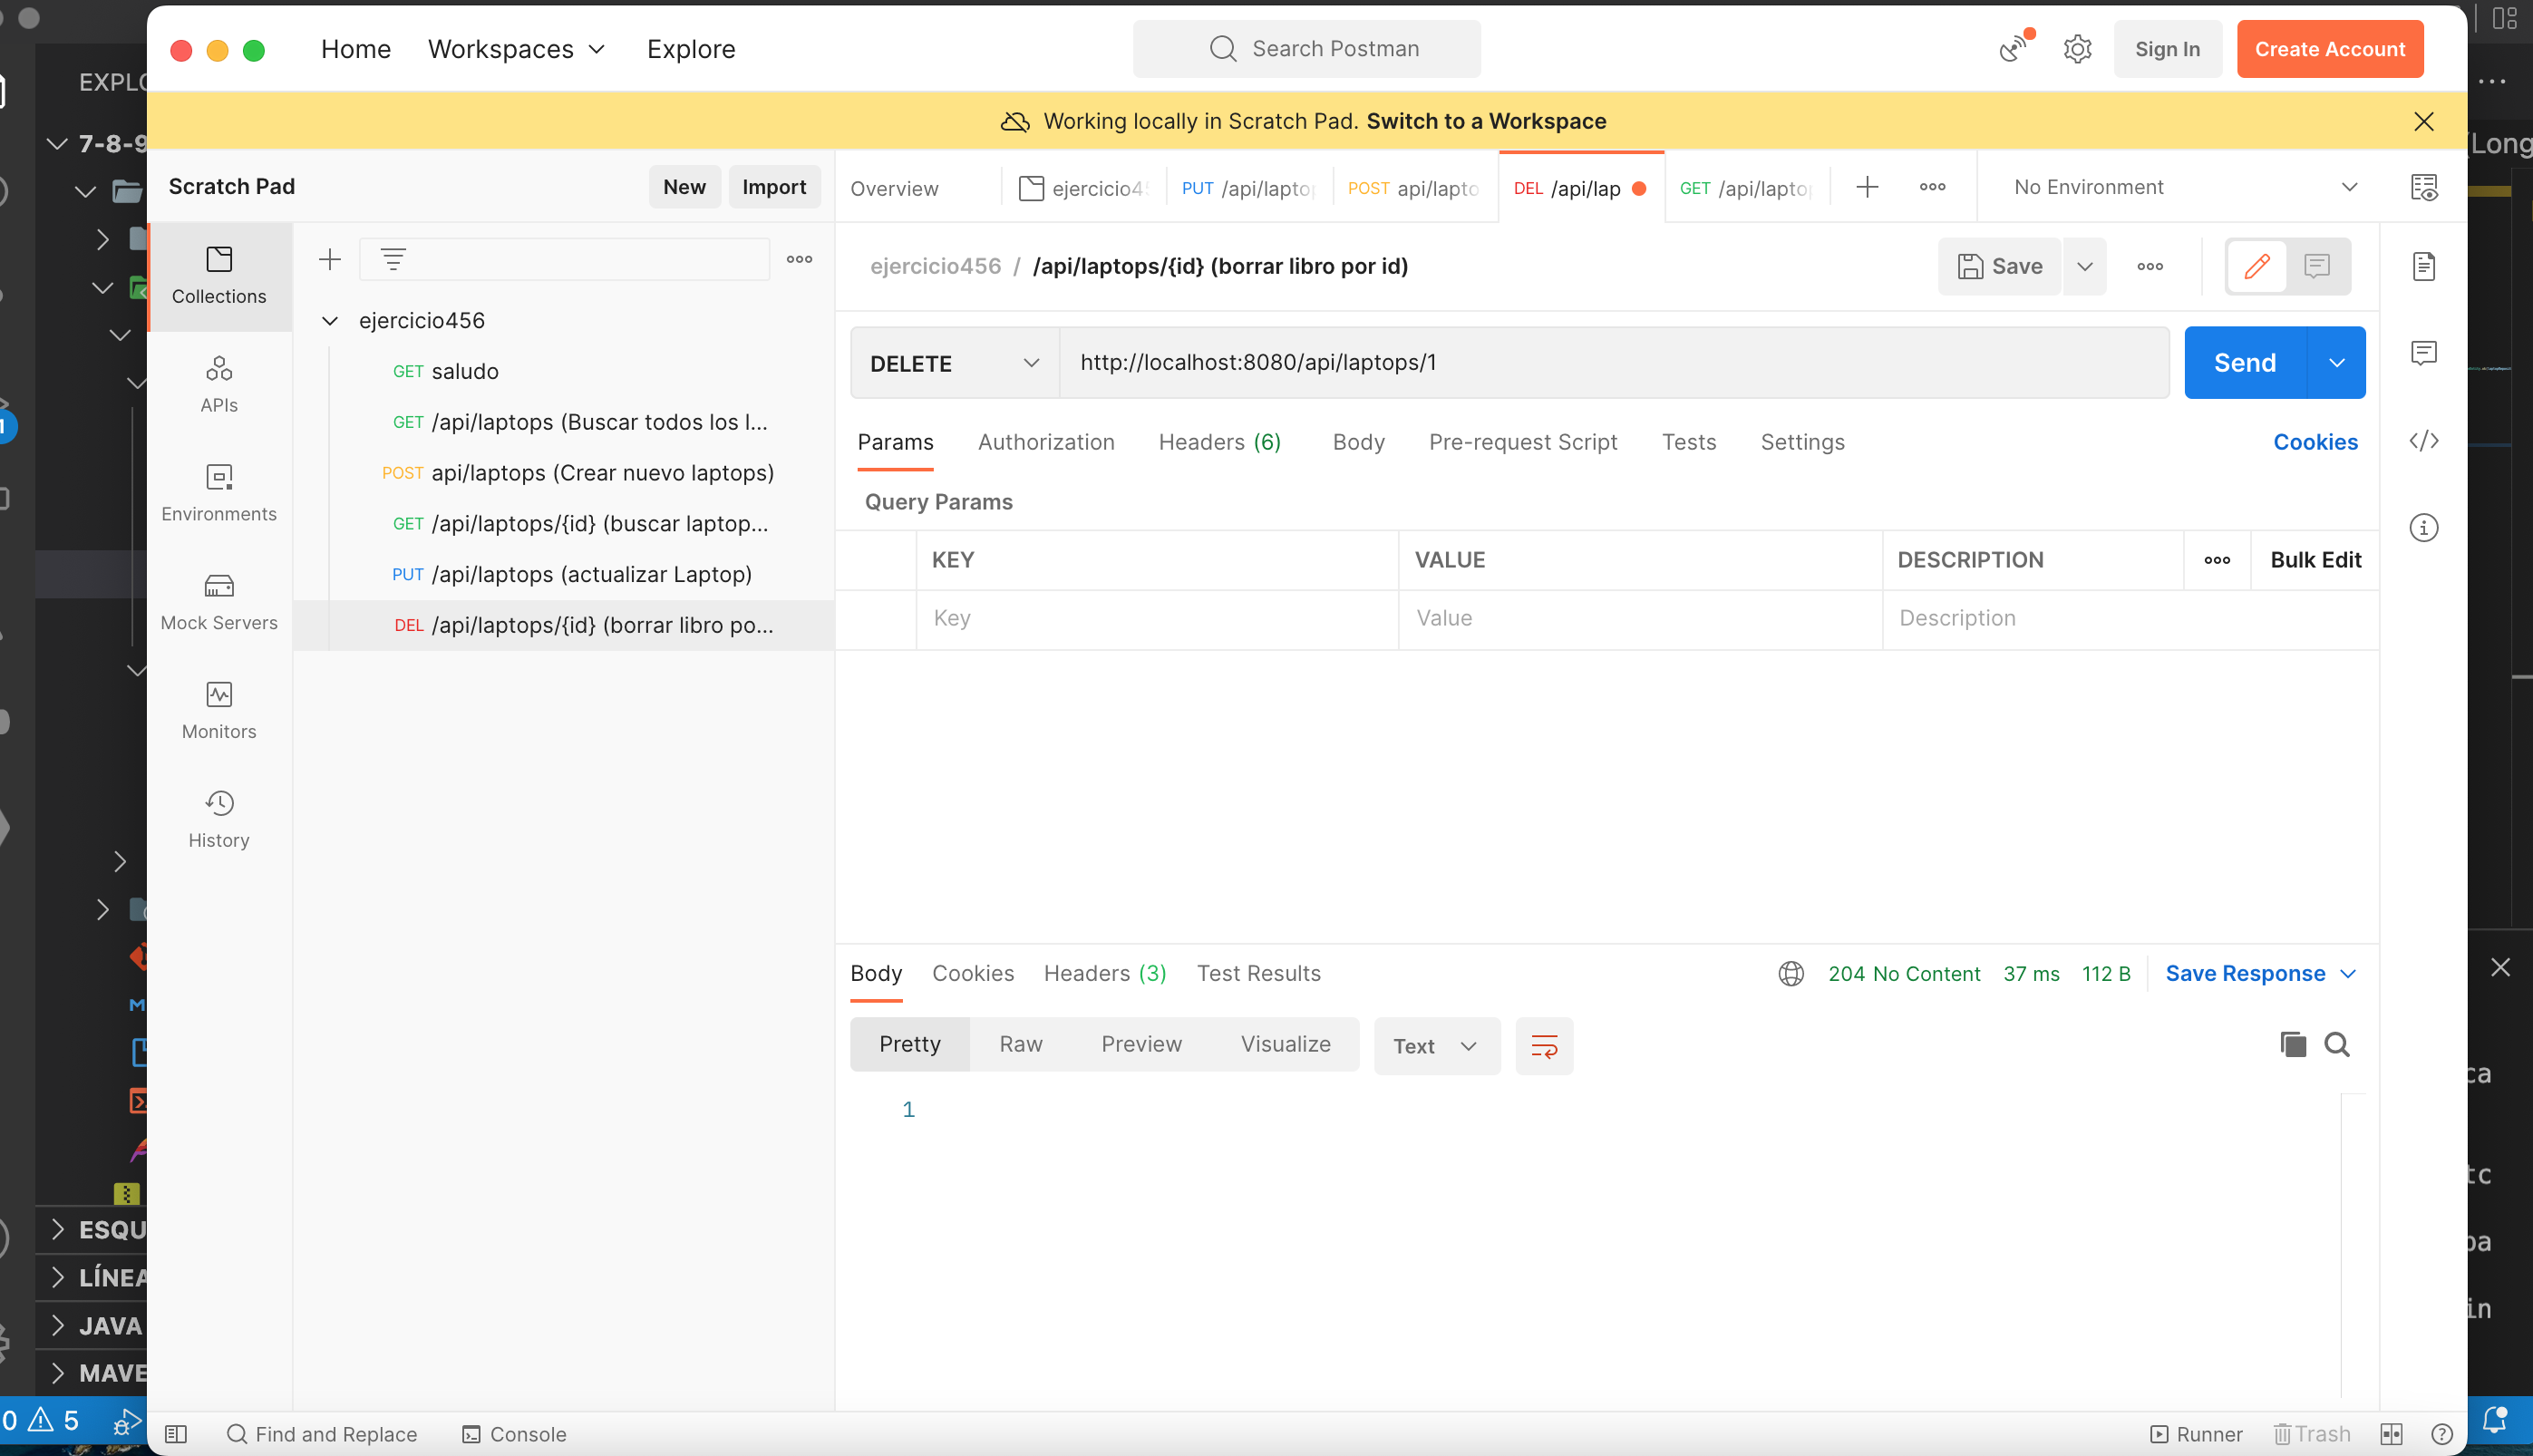 Home Workspaces Explore Search Postman Sign In Create Account
Working locally in Scratch Pad. Switch to a Workspace
EXPLO
7-8-9
(Long
Scratch Pad New Import
Overview ejercicio45 PUT /api/lapto POST api/lapto DEL /api/lap GET /api/lapto No Environment
ejercicio456 / /api/laptops/{id} (borrar libro por id) Save
Collections
APIs
Environments
Mock Servers
Monitors
History
ejercicio456
GET saludo
GET /api/laptops (Buscar todos los l...
POST api/laptops (Crear nuevo laptops)
GET /api/laptops/{id} (buscar laptop...
PUT /api/laptops (actualizar Laptop)
DEL /api/laptops/{id} (borrar libro po...
DELETE http://localhost:8080/api/laptops/1 Send
Params Authorization Headers (6) Body Pre-request Script Tests Settings Cookies
Query Params
KEY VALUE DESCRIPTION Bulk Edit
Key Value Description
Body Cookies Headers (3) Test Results 204 No Content 37 ms 112 B Save Response
Pretty Raw Preview Visualize Text
1
ESQU
LÍNEA
JAVA
MAVE
0 5
ca
tc
pa
in
Find and Replace Console Runner Trash